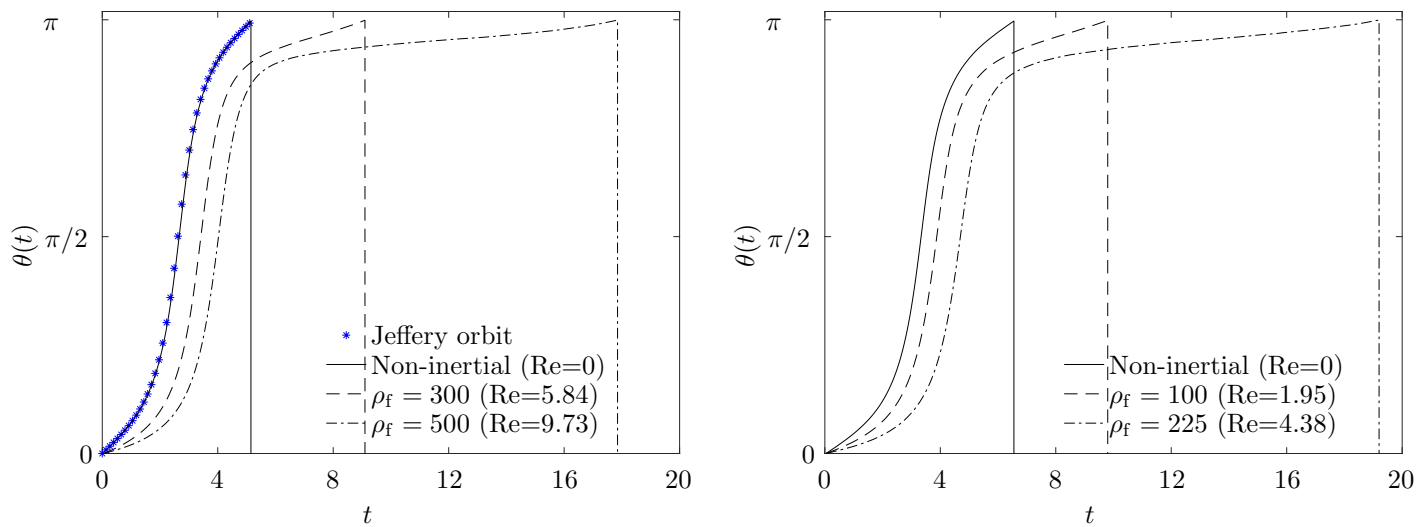 π
π/2
0
θ(t)
Jeffery orbit
Non-inertial (Re=0)
ρf = 300 (Re=5.84)
ρf = 500 (Re=9.73)
0 4 8 12 16 20
t
π
π/2
0
θ(t)
Non-inertial (Re=0)
ρf = 100 (Re=1.95)
ρf = 225 (Re=4.38)
0 4 8 12 16 20
t